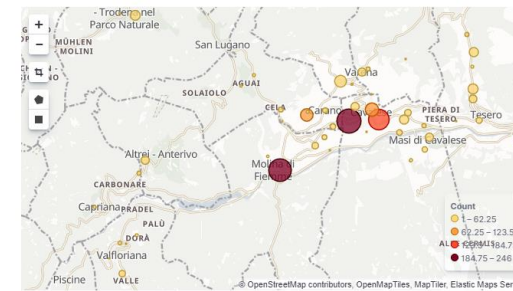 - Trodena nel
Parco Naturale
MÜHLEN
MOLINI
San Lugano
AGUAI
SOLAIOLO
Varena
PIERA DI
TESERO
Tesero
Masi di Cavalese
Altrei - Anterivo
Molina di
CARBONARE
Capriana
PRADEL
PALÙ
DORÀ
Valfloriana
Piscine
VALLE
Count
1 – 62.25
62.25 – 123.5
184.75 – 246
© OpenStreetMap contributors, OpenMapTiles, MapTiler, Elastic Maps Ser